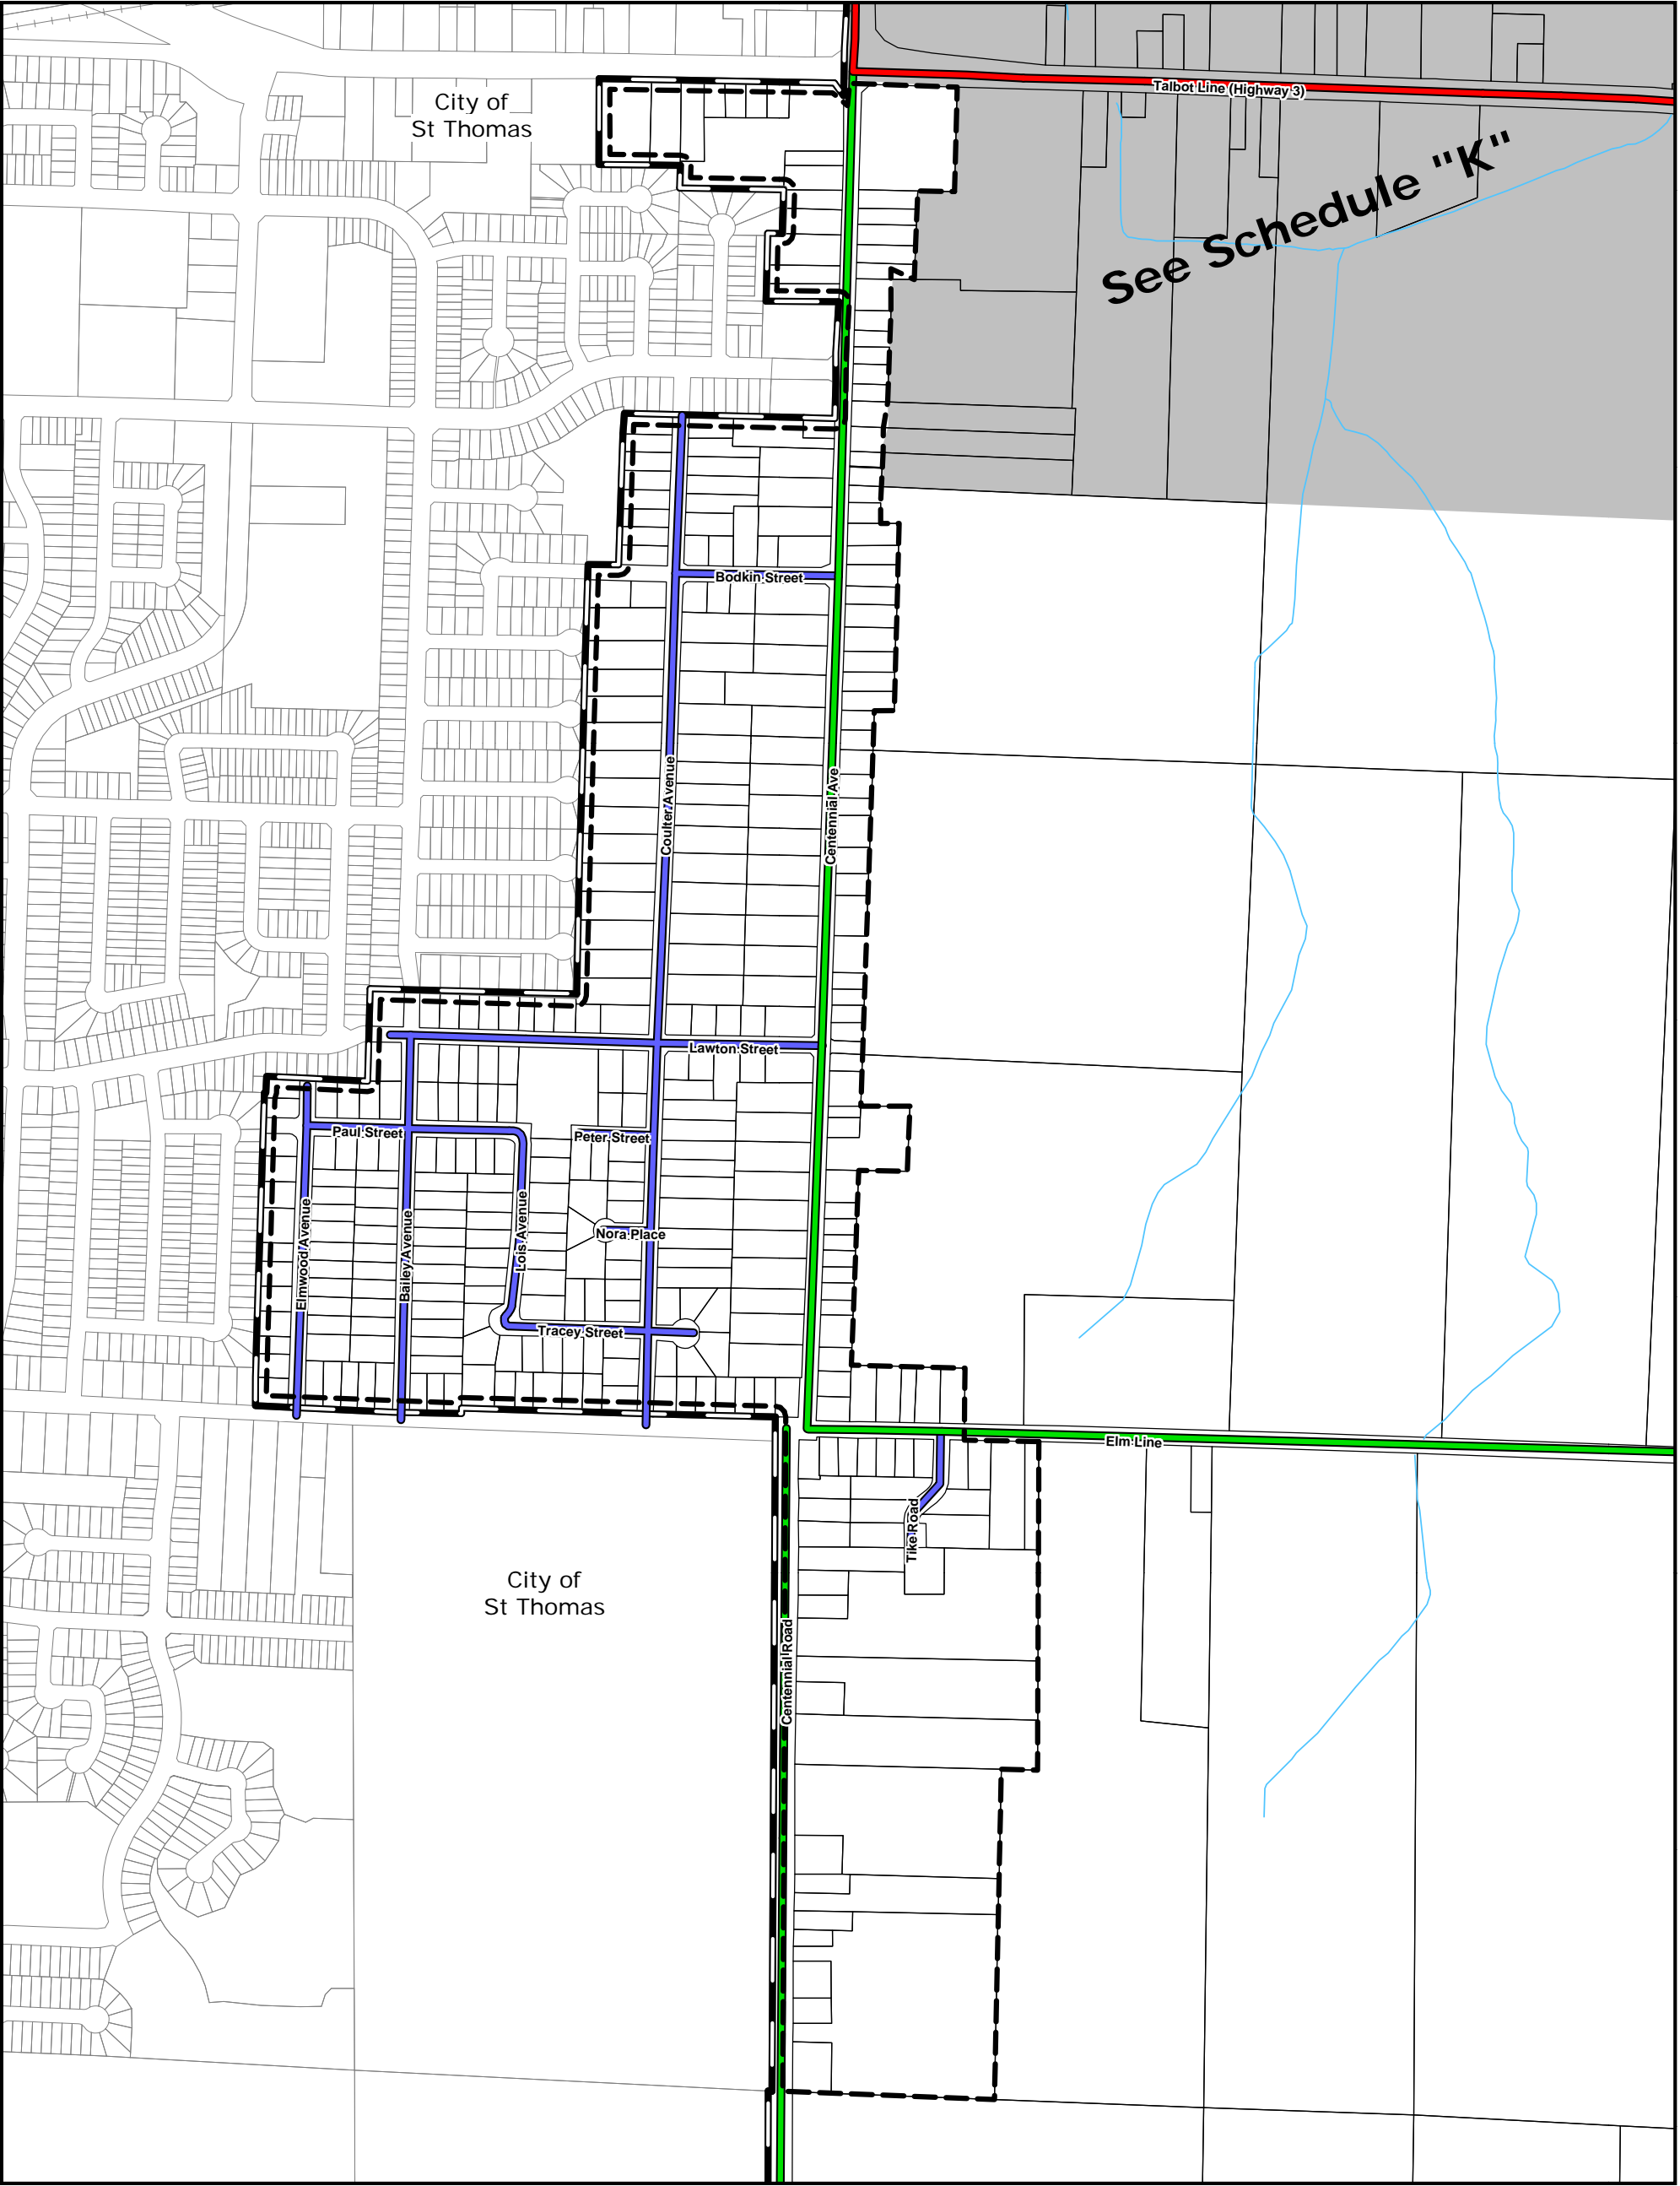 Talbot Line (Highway 3)
City of
St Thomas
See Schedule "K"
Bodkin Street
Coulter Avenue
Centennial Ave
Lawton Street
Paul Street
Peter Street
Elmwood Avenue
Bailey Avenue
Lois Avenue
Nora Place
Tracey Street
Elm Line
Tike Road
City of
St Thomas
Centennial Road